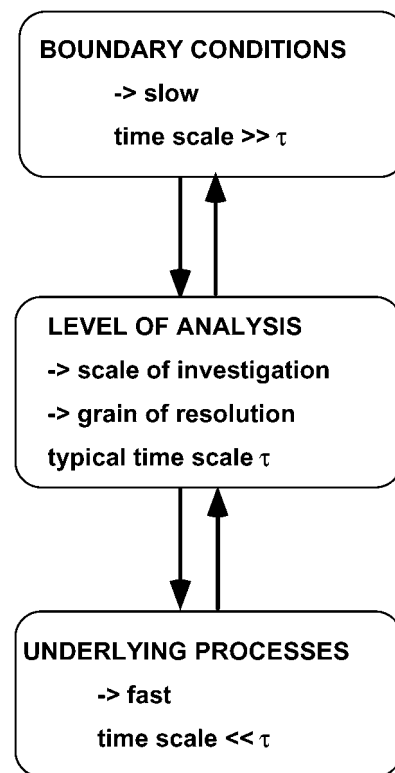 BOUNDARY CONDITIONS
-> slow
time scale >> τ
LEVEL OF ANALYSIS
-> scale of investigation
-> grain of resolution
typical time scale τ
UNDERLYING PROCESSES
-> fast
time scale << τ